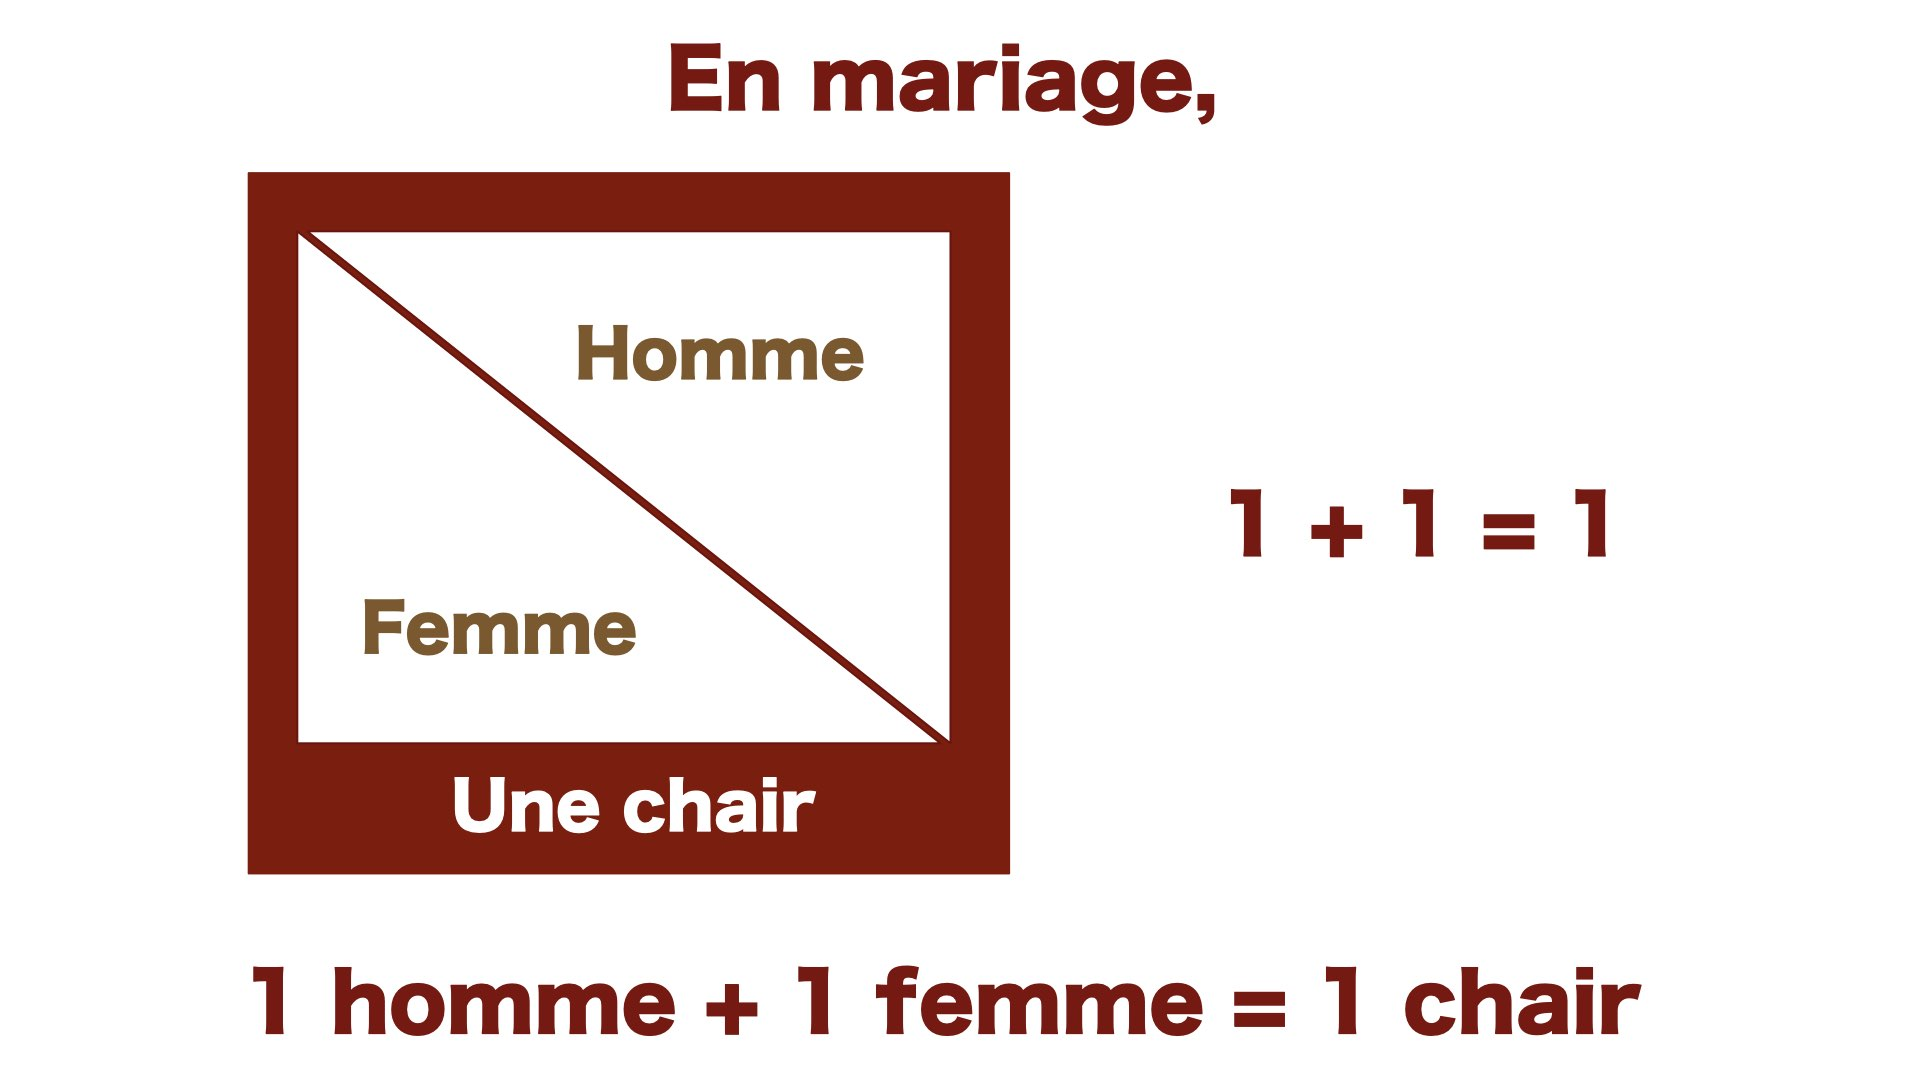 En mariage,
Homme
Femme
Une chair
1 + 1 = 1
1 homme + 1 femme = 1 chair